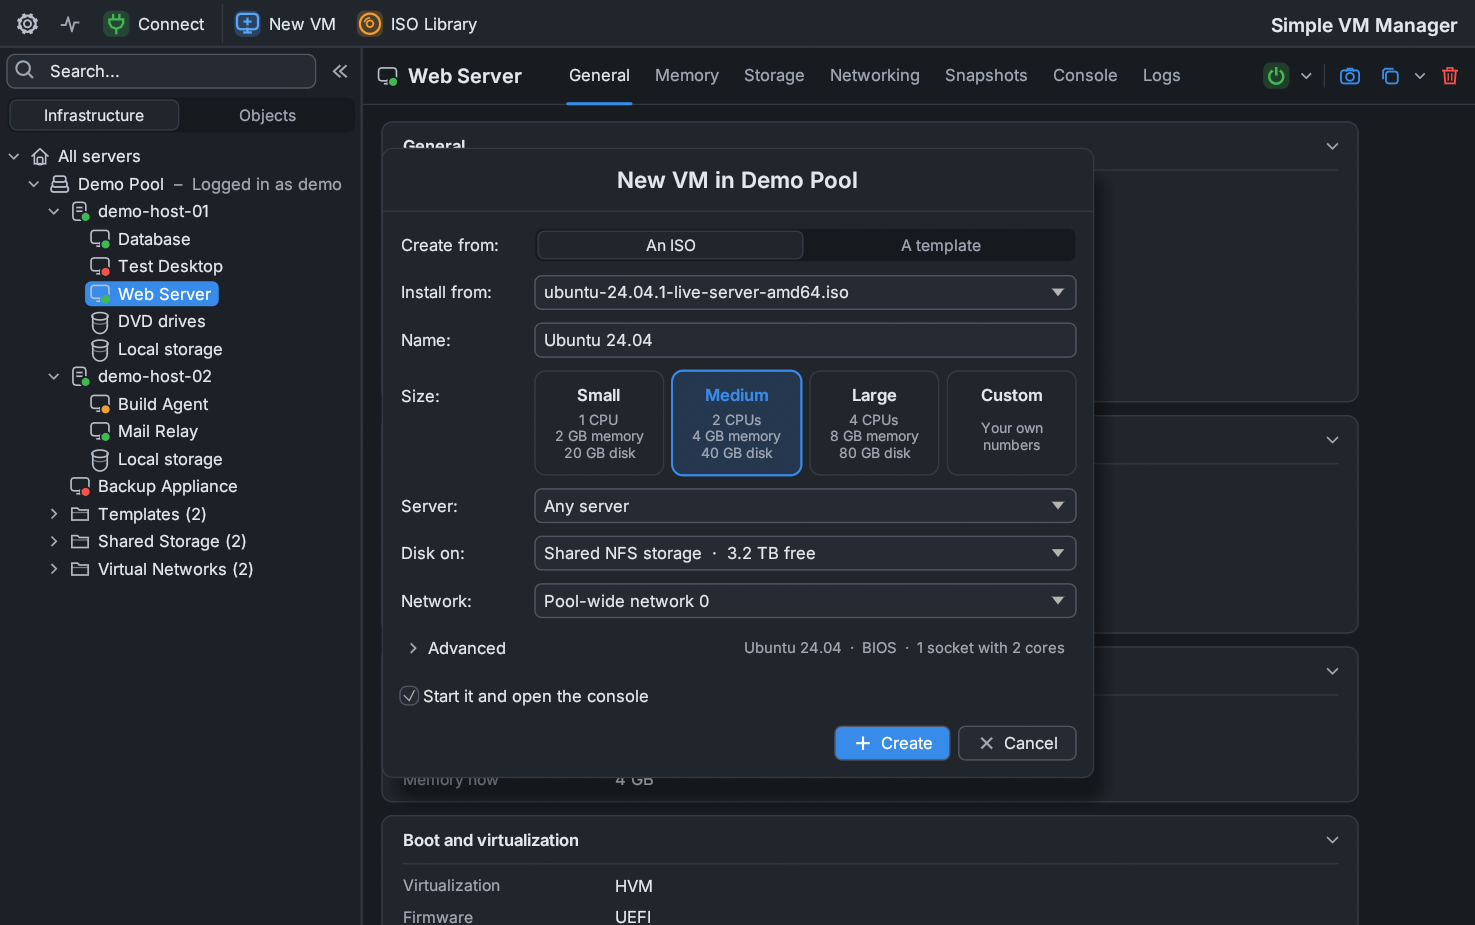 Connect
New VM
ISO Library
Simple VM Manager
Search...
Infrastructure
Objects
All servers
Demo Pool – Logged in as demo
demo-host-01
Database
Test Desktop
Web Server
DVD drives
Local storage
demo-host-02
Build Agent
Mail Relay
Local storage
Backup Appliance
Templates (2)
Shared Storage (2)
Virtual Networks (2)
Web Server
General
Memory
Storage
Networking
Snapshots
Console
Logs
General
New VM in Demo Pool
Create from:
An ISO
A template
Install from:
ubuntu-24.04.1-live-server-amd64.iso
Name:
Ubuntu 24.04
Size:
Small
1 CPU
2 GB memory
20 GB disk
Medium
2 CPUs
4 GB memory
40 GB disk
Large
4 CPUs
8 GB memory
80 GB disk
Custom
Your own
numbers
Server:
Any server
Disk on:
Shared NFS storage · 3.2 TB free
Network:
Pool-wide network 0
Advanced
Ubuntu 24.04 · BIOS · 1 socket with 2 cores
Start it and open the console
Create
Cancel
Memory now
4 GB
Boot and virtualization
Virtualization
HVM
Firmware
UEFI